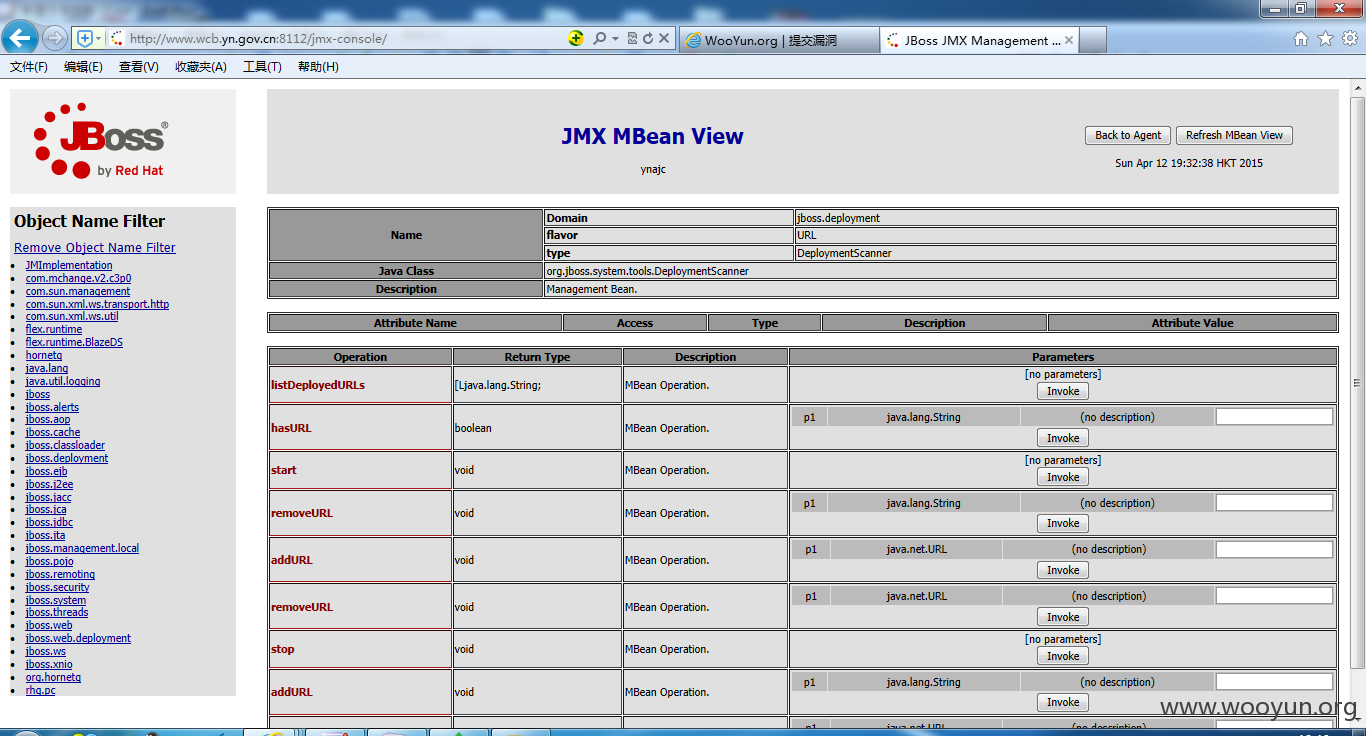 http://www.wcb.yn.gov.cn:8112/jmx-console/
WooYun.org | 提交漏洞
JBoss JMX Management ...
文件(F) 编辑(E) 查看(V) 收藏夹(A) 工具(T) 帮助(H)
JBoss
by Red Hat
JMX MBean View
ynajc
Back to Agent Refresh MBean View
Sun Apr 12 19:32:38 HKT 2015
Object Name Filter
Remove Object Name Filter
JMImplementation
com.mchange.v2.c3p0
com.sun.management
com.sun.xml.ws.transport.http
com.sun.xml.ws.util
flex.runtime
flex.runtime.BlazeDS
hornetq
java.lang
java.util.logging
jboss
jboss.alerts
jboss.aop
jboss.cache
jboss.classloader
jboss.deployment
jboss.ejb
jboss.j2ee
jboss.jacc
jboss.jca
jboss.jdbc
jboss.jta
jboss.management.local
jboss.pojo
jboss.remoting
jboss.security
jboss.system
jboss.threads
jboss.web
jboss.web.deployment
jboss.ws
jboss.xnio
org.hornetq
rhq.pc
Name
Domain jboss.deployment
flavor URL
type DeploymentScanner
Java Class org.jboss.system.tools.DeploymentScanner
Description Management Bean.
Attribute Name Access Type Description Attribute Value
Operation Return Type Description Parameters
listDeployedURLs [Ljava.lang.String; MBean Operation. [no parameters]
Invoke
hasURL boolean MBean Operation. p1 java.lang.String (no description)
Invoke
start void MBean Operation. [no parameters]
Invoke
removeURL void MBean Operation. p1 java.lang.String (no description)
Invoke
addURL void MBean Operation. p1 java.net.URL (no description)
Invoke
removeURL void MBean Operation. p1 java.net.URL (no description)
Invoke
stop void MBean Operation. [no parameters]
Invoke
addURL void MBean Operation. p1 java.lang.String (no description)
Invoke
p1 java.net.URL (no description)
www.wooyun.org